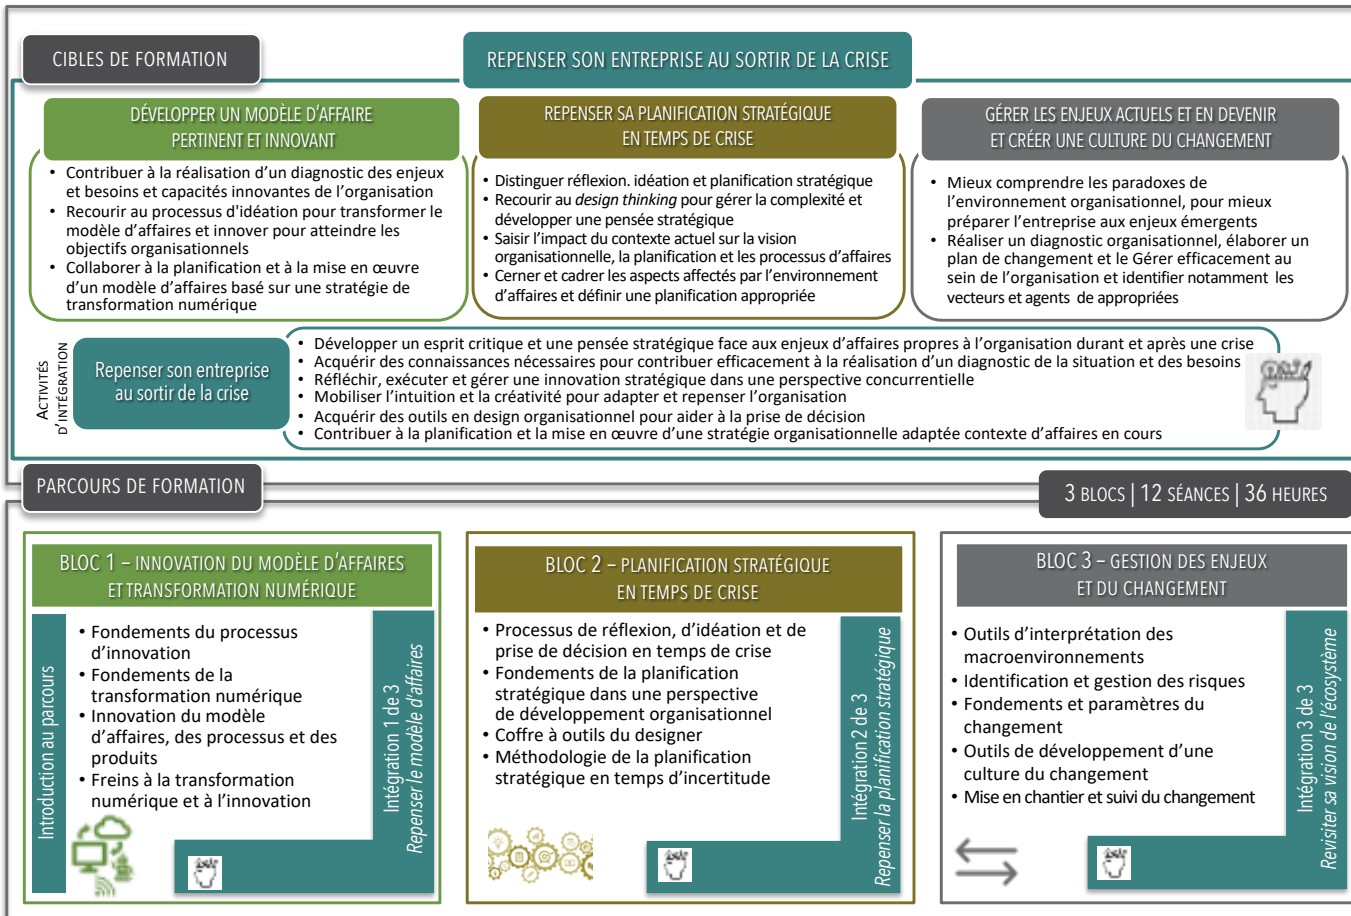 CIBLES DE FORMATION
REPENSER SON ENTREPRISE AU SORTIR DE LA CRISE
DÉVELOPPER UN MODÈLE D'AFFAIRE
PERTINENT ET INNOVANT
• Contribuer à la réalisation d'un diagnostic des enjeux
et besoins et capacités innovantes de l'organisation
• Recourir au processus d'idéation pour transformer le
modèle d'affaires et innover pour atteindre les
objectifs organisationnels
• Collaborer à la planification et à la mise en œuvre
d'un modèle d'affaires basé sur une stratégie de
transformation numérique
REPENSER SA PLANIFICATION STRATÉGIQUE
EN TEMPS DE CRISE
• Distinguer réflexion. idéation et planification stratégique
• Recourir au design thinking pour gérer la complexité et
développer une pensée stratégique
• Saisir l'impact du contexte actuel sur la vision
organisationnelle, la planification et les processus d'affaires
• Cerner et cadrer les aspects affectés par l'environnement
d'affaires et définir une planification appropriée
GÉRER LES ENJEUX ACTUELS ET EN DEVENIR
ET CRÉER UNE CULTURE DU CHANGEMENT
• Mieux comprendre les paradoxes de
l'environnement organisationnel, pour mieux
préparer l'entreprise aux enjeux émergents
• Réaliser un diagnostic organisationnel, élaborer un
plan de changement et le Gérer efficacement au
sein de l'organisation et identifier notamment les
vecteurs et agents de appropriées
ACTIVITÉS
D'INTÉGRATION
Repenser son entreprise
au sortir de la crise
• Développer un esprit critique et une pensée stratégique face aux enjeux d'affaires propres à l'organisation durant et après une crise
• Acquérir des connaissances nécessaires pour contribuer efficacement à la réalisation d'un diagnostic de la situation et des besoins
• Réfléchir, exécuter et gérer une innovation stratégique dans une perspective concurrentielle
• Mobiliser l'intuition et la créativité pour adapter et repenser l'organisation
• Acquérir des outils en design organisationnel pour aider à la prise de décision
• Contribuer à la planification et la mise en œuvre d'une stratégie organisationnelle adaptée contexte d'affaires en cours
PARCOURS DE FORMATION
3 BLOCS | 12 SÉANCES | 36 HEURES
BLOC 1 – INNOVATION DU MODÈLE D'AFFAIRES
ET TRANSFORMATION NUMÉRIQUE
Introduction au parcours
• Fondements du processus
d'innovation
• Fondements de la
transformation numérique
• Innovation du modèle
d'affaires, des processus et des
produits
• Freins à la transformation
numérique et à l'innovation
Intégration 1 de 3
Repenser le modèle d'affaires
BLOC 2 – PLANIFICATION STRATÉGIQUE
EN TEMPS DE CRISE
• Processus de réflexion, d'idéation et de
prise de décision en temps de crise
• Fondements de la planification
stratégique dans une perspective
de développement organisationnel
• Coffre à outils du designer
• Méthodologie de la planification
stratégique en temps d'incertitude
Intégration 2 de 3
Repenser la planification stratégique
BLOC 3 – GESTION DES ENJEUX
ET DU CHANGEMENT
• Outils d'interprétation des
macroenvironnements
• Identification et gestion des risques
• Fondements et paramètres du
changement
• Outils de développement d'une
culture du changement
• Mise en chantier et suivi du changement
Intégration 3 de 3
Revisiter sa vision de l'écosystème